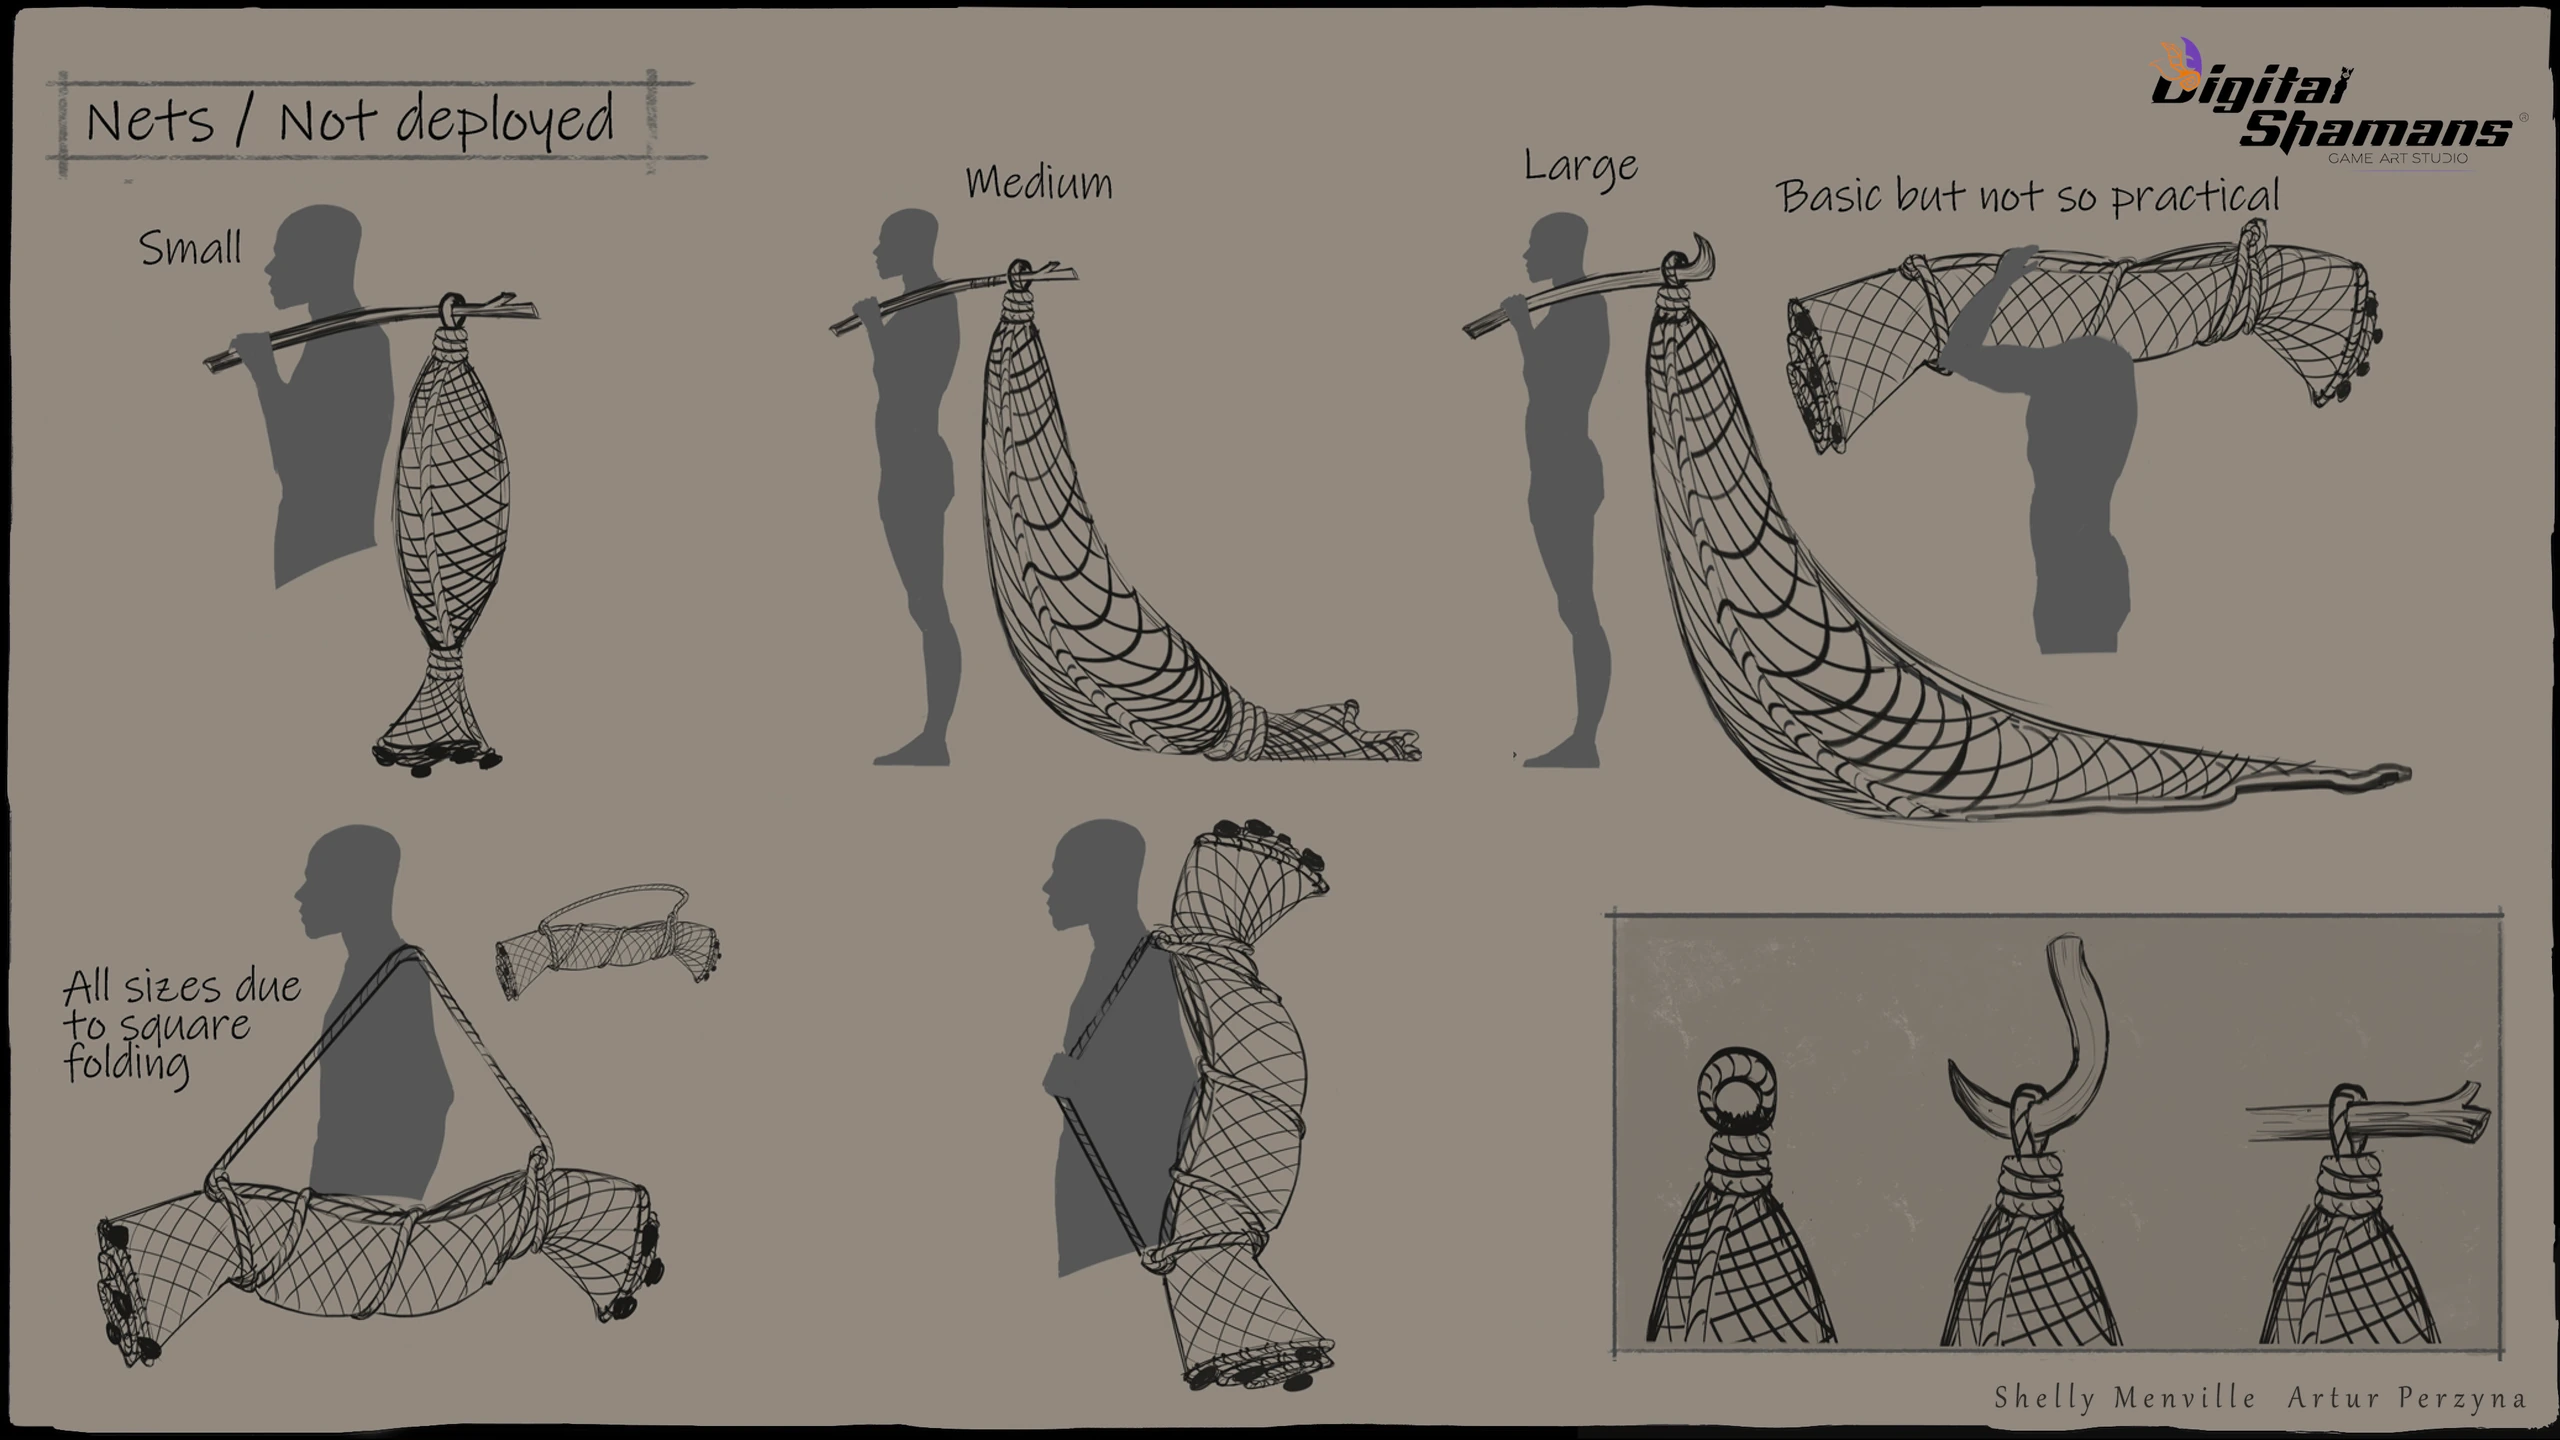 Nets / Not deployed
Digital
Shamans®
GAME ART STUDIO
Small
Medium
Large
Basic but not so practical
All sizes due
to square
folding
Shelly Menville Artur Perzyna